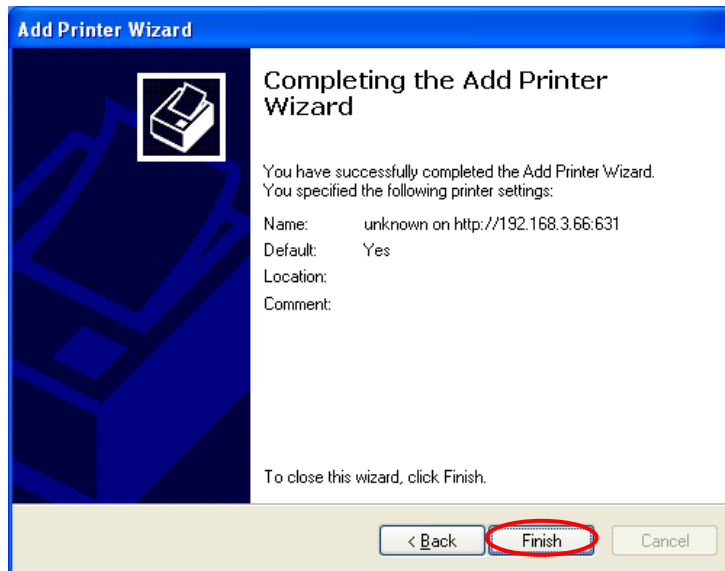 Add Printer Wizard
Completing the Add Printer
Wizard
You have successfully completed the Add Printer Wizard.
You specified the following printer settings:
Name: unknown on http://192.168.3.66:631
Default: Yes
Location:
Comment:
To close this wizard, click Finish.
< Back Finish Cancel